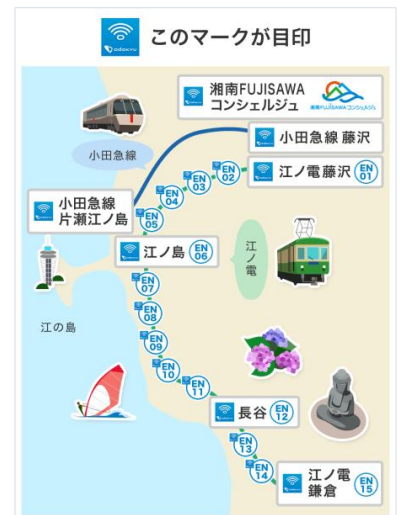 odakyu
このマークが目印
湘南FUJISAWA
コンシェルジュ
湘南FUJISAWAコンシェルジュ
小田急線 藤沢
小田急線
江ノ電藤沢 EN 01
EN 02
EN 03
EN 04
小田急線
片瀬江ノ島
EN 05
江ノ島 EN 06
江ノ電
EN 07
江の島
EN 08
EN 09
EN 10
EN 11
長谷 EN 12
EN 13
EN 14
江ノ電
鎌倉 EN 15